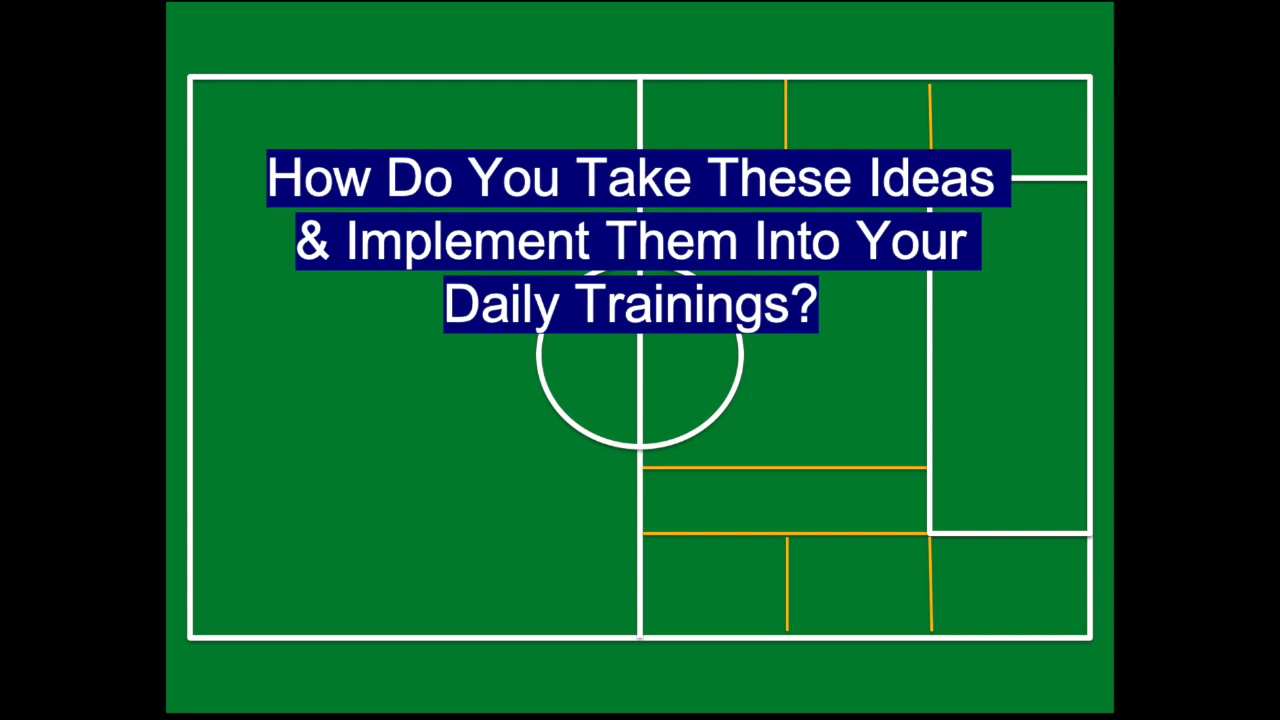 How Do You Take These Ideas
& Implement Them Into Your
Daily Trainings?